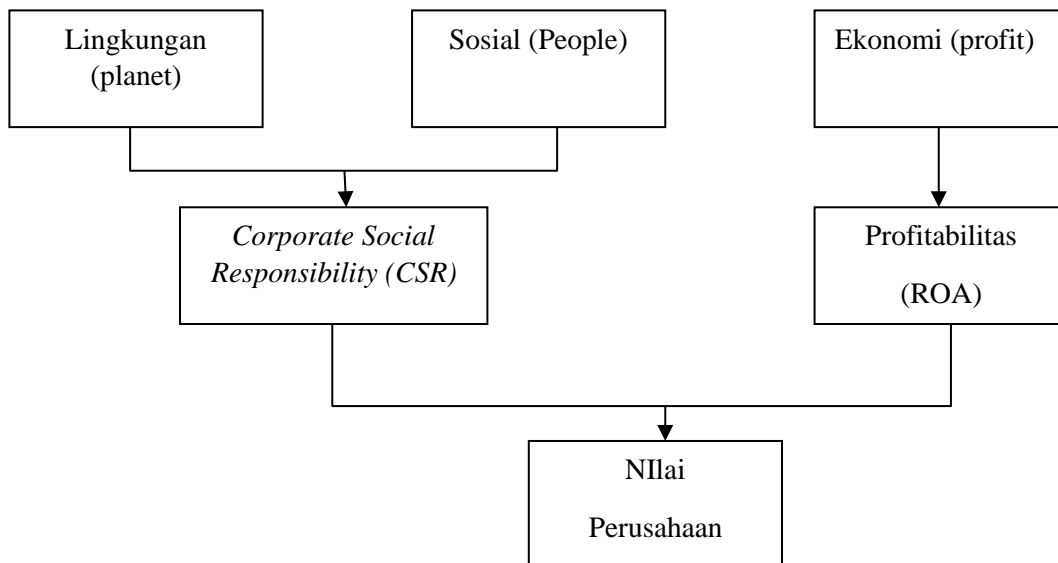 Lingkungan
(planet)
Sosial (People)
Ekonomi (profit)
Corporate Social
Responsibility (CSR)
Profitabilitas
(ROA)
NIlai
Perusahaan